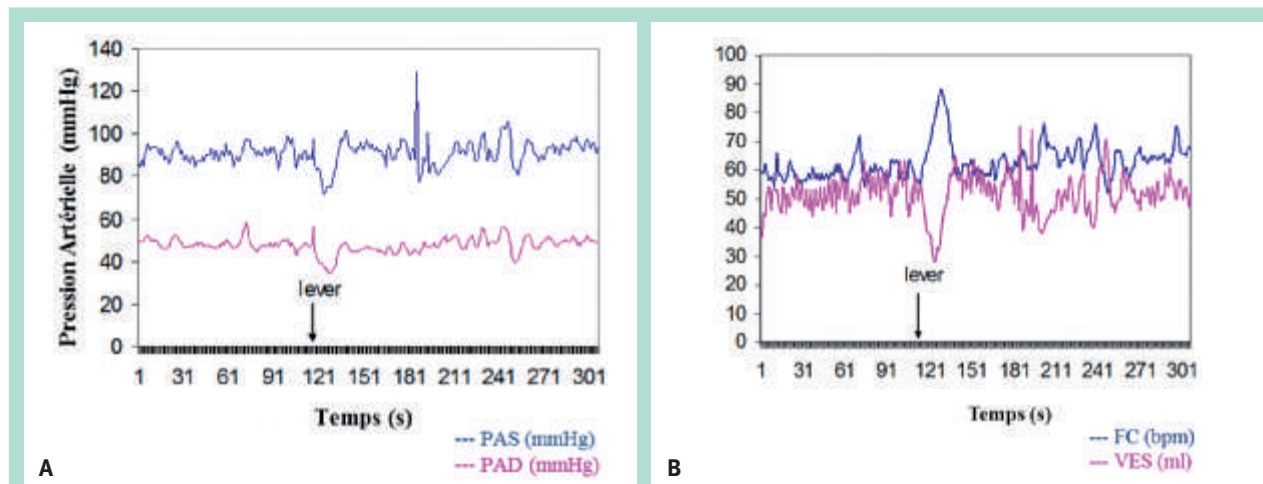 140
120
100
80
60
40
20
0
Pression Artérielle (mmHg)
lever
1 31 61 91 121 151 181 211 241 271 301
Temps (s)
--- PAS (mmHg)
--- PAD (mmHg)
A
100
90
80
70
60
50
40
30
20
10
0
lever
1 31 61 91 121 151 181 211 241 271 301
Temps (s)
--- FC (bpm)
--- VES (ml)
B